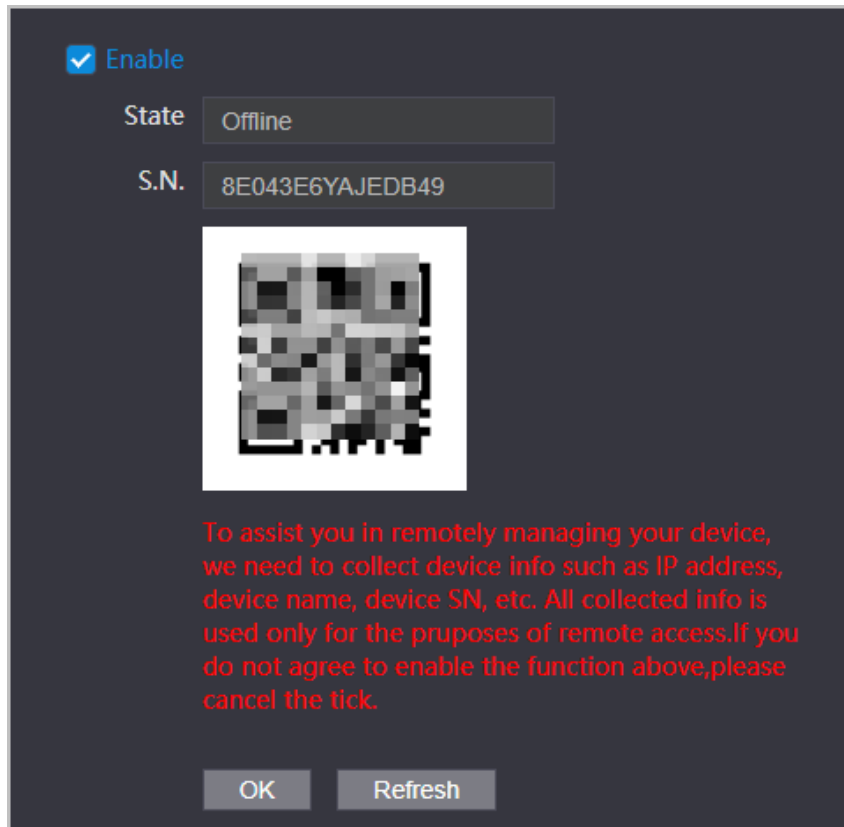 Enable
State Offline
S.N. 8E043E6YAJEDB49
To assist you in remotely managing your device,
we need to collect device info such as IP address,
device name, device SN, etc. All collected info is
used only for the pruposes of remote access.If you
do not agree to enable the function above,please
cancel the tick.
OK Refresh